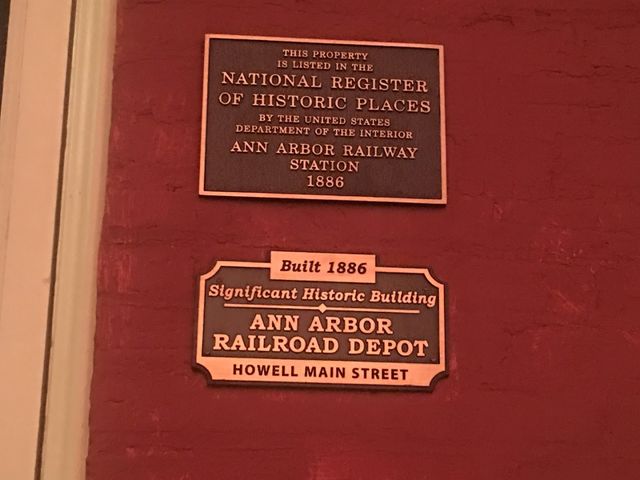 THIS PROPERTY
IS LISTED IN THE
NATIONAL REGISTER
OF HISTORIC PLACES
BY THE UNITED STATES
DEPARTMENT OF THE INTERIOR
ANN ARBOR RAILWAY
STATION
1886
Built 1886
Significant Historic Building
ANN ARBOR
RAILROAD DEPOT
HOWELL MAIN STREET